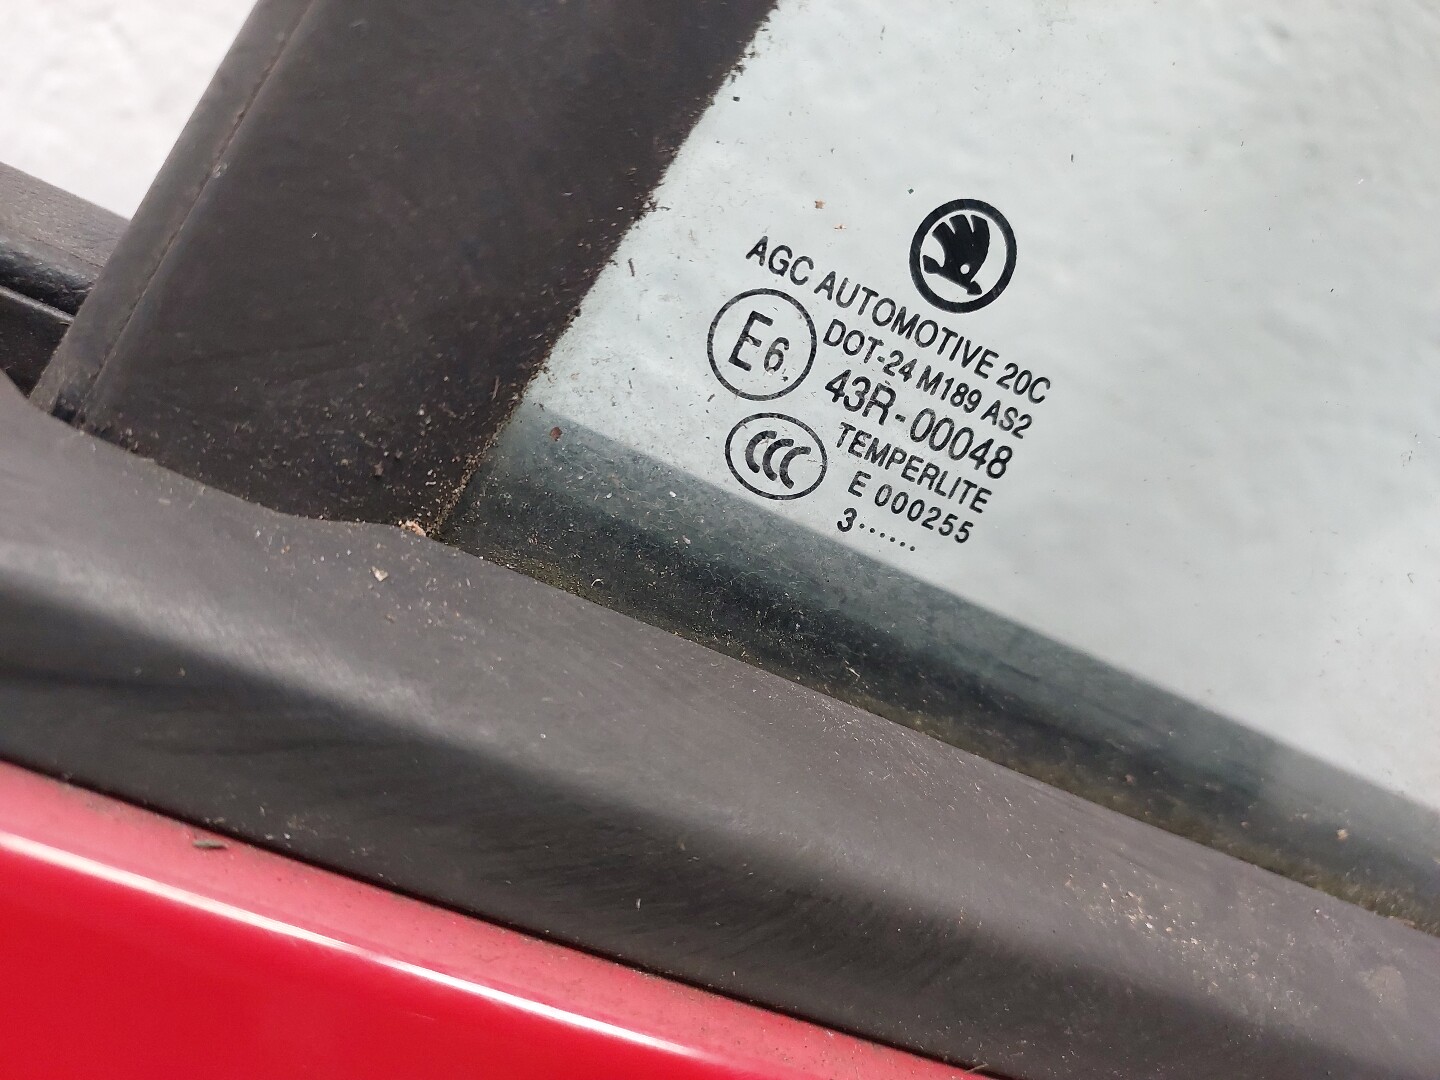 AGC AUTOMOTIVE 20C
E6
DOT-24 M189 AS2
43R-00048
CCC
TEMPERLITE
E 000255
3······